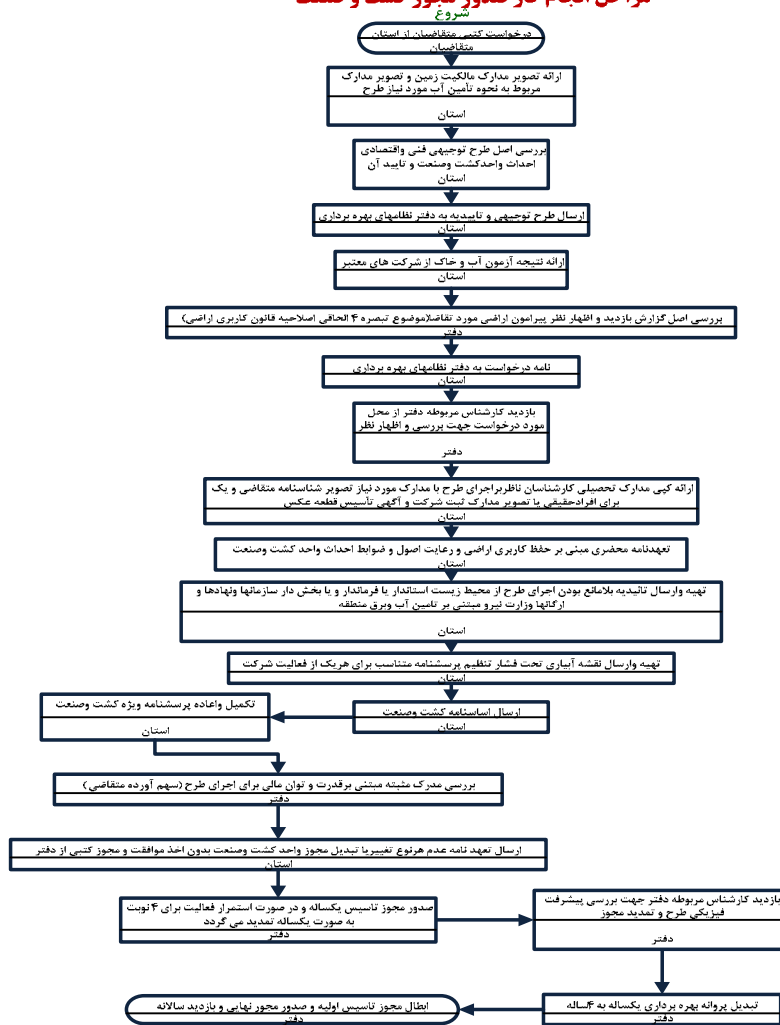 مراحل انجام کار صدور مجوز کشت و صنعت
شروع
درخواست کتبی متقاضیان از استان
متقاضیان
ارائه تصویر مدارک مالکیت زمین و تصویر مدارک
مربوط به نحوه تأمین آب مورد نیاز طرح
استان
بررسی اصل طرح توجیهی فنی واقتصادی
احداث واحدکشت وصنعت و تایید آن
استان
ارسال طرح توجیهی و تاییدیه به دفتر نظامهای بهره برداری
استان
ارائه نتیجه آزمون آب و خاک از شرکت های معتبر
استان
بررسی اصل گزارش بازدید و اظهار نظر پیرامون اراضی مورد تقاضا(موضوع تبصره ۴ الحاقی اصلاحیه قانون کاربری اراضی)
دفتر
نامه درخواست به دفتر نظامهای بهره برداری
استان
بازدید کارشناس مربوطه دفتر از محل
مورد درخواست جهت بررسی و اظهار نظر
دفتر
ارائه کپی مدارک تحصیلی کارشناسان ناظربراجرای طرح با مدارک مورد نیاز تصویر شناسنامه متقاضی و یک
برای افرادحقیقی یا تصویر مدارک ثبت شرکت و آگهی تأسیس قطعه عکس
استان
تعهدنامه محضری مبنی بر حفظ کاربری اراضی و رعایت اصول و ضوابط احداث واحد کشت وصنعت
استان
تهیه وارسال تائیدیه بلامانع بودن اجرای طرح از محیط زیست استاندار یا فرماندار و یا بخش دار سازمانها ونهادها و
ارگانها وزارت نیرو مبتنی بر تامین آب وبرق منطقه
استان
تهیه وارسال نقشه آبیاری تحت فشار تنظیم پرسشنامه متناسب برای هریک از فعالیت شرکت
استان
ارسال اساسنامه کشت وصنعت
استان
تکمیل واعاده پرسشنامه ویژه کشت وصنعت
استان
بررسی مدرک مثبته مبتنی برقدرت و توان مالی برای اجرای طرح (سهم آورده متقاضی )
دفتر
ارسال تعهد نامه عدم هرنوع تغییریا تبدیل مجوز واحد کشت وصنعت بدون اخذ موافقت و مجوز کتبی از دفتر
استان
صدور مجوز تاسیس یکساله و در صورت استمرار فعالیت برای ۴ نوبت
به صورت یکساله تمدید می گردد
دفتر
بازدید کارشناس مربوطه دفتر جهت بررسی پیشرفت
فیزیکی طرح و تمدید مجوز
دفتر
تبدیل پروانه بهره برداری یکساله به ۴ساله
دفتر
ابطال مجوز تاسیس اولیه و صدور مجور نهایی و بازدید سالانه
دفتر